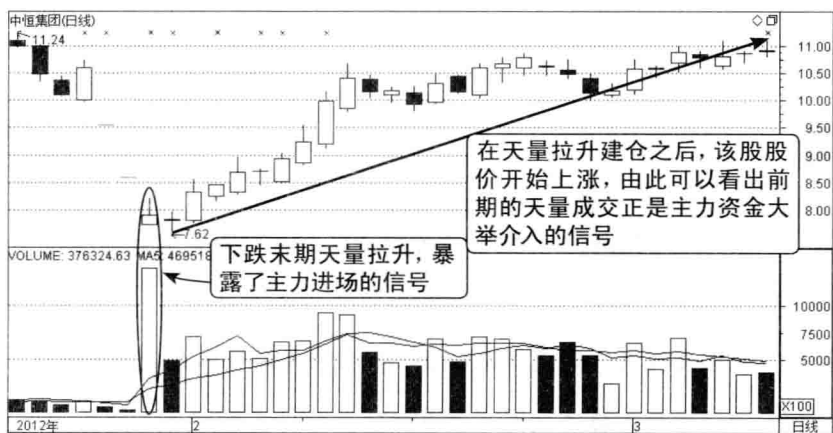 中恒集团(日线)
11.24
11.00
10.50
10.00
9.50
9.00
8.50
8.00
在天量拉升建仓之后，该股股
价开始上涨，由此可以看出前
期的天量成交正是主力资金大
举介入的信号
7.62
VOLUME: 376324.63 MA5: 469518
下跌末期天量拉升，暴
露了主力进场的信号
10000
7500
5000
X100
2012年
2
3
日线